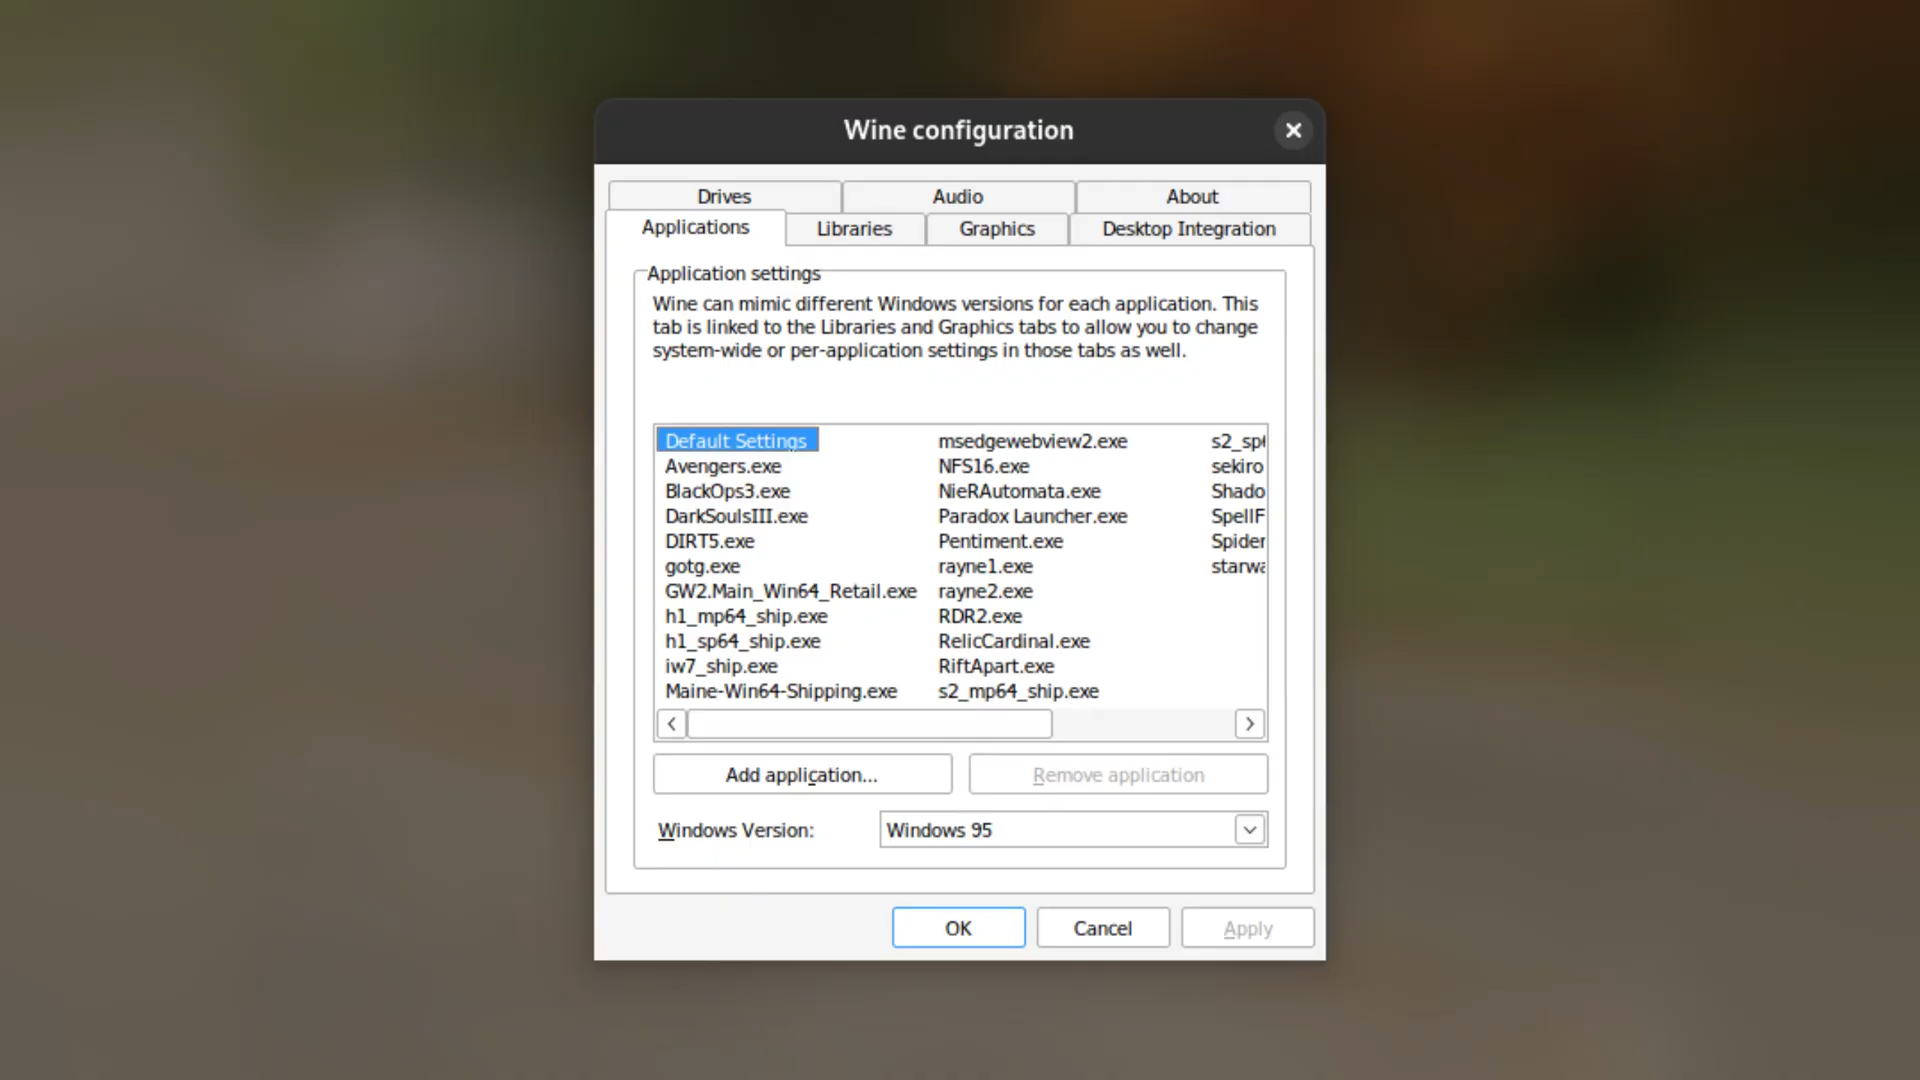 Wine configuration
Drives
Audio
About
Applications
Libraries
Graphics
Desktop Integration
Application settings
Wine can mimic different Windows versions for each application. This
tab is linked to the Libraries and Graphics tabs to allow you to change
system-wide or per-application settings in those tabs as well.
Default Settings
Avengers.exe
BlackOps3.exe
DarkSoulsIII.exe
DIRT5.exe
gotg.exe
GW2.Main_Win64_Retail.exe
h1_mp64_ship.exe
h1_sp64_ship.exe
iw7_ship.exe
Maine-Win64-Shipping.exe
msedgewebview2.exe
NFS16.exe
NieRAutomata.exe
Paradox Launcher.exe
Pentiment.exe
rayne1.exe
rayne2.exe
RDR2.exe
RelicCardinal.exe
RiftApart.exe
s2_mp64_ship.exe
sekiro
Shado
SpellF
Spider
starwa
Add application...
Remove application
Windows Version:
Windows 95
OK
Cancel
Apply